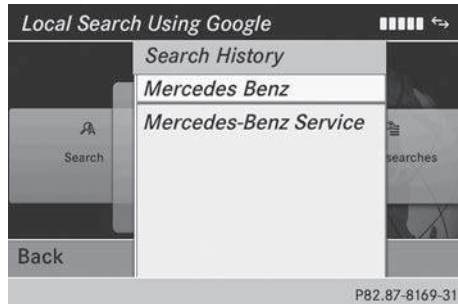 Local Search Using Google
Search History
Mercedes Benz
Mercedes-Benz Service
Search
searches
Back
P82.87-8169-31